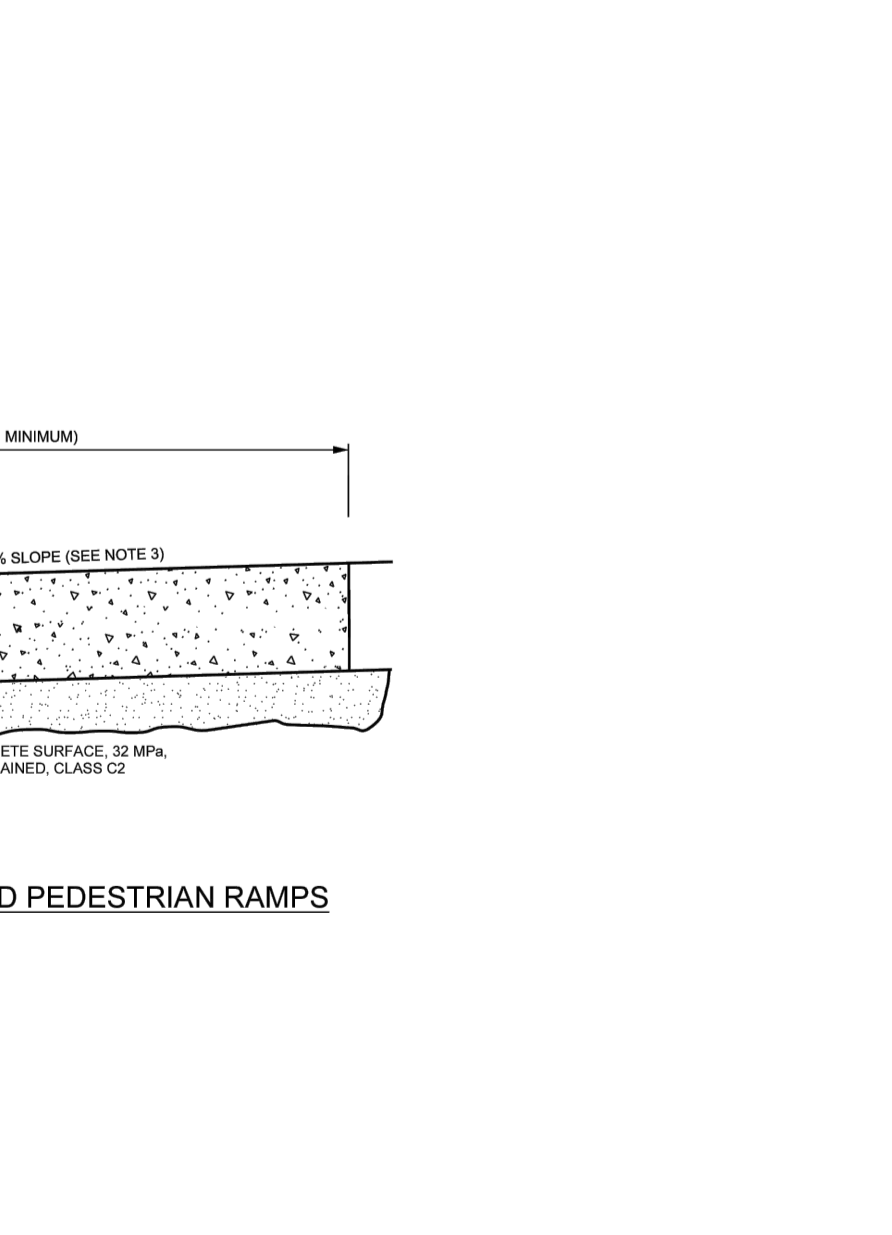 MINIMUM)
% SLOPE (SEE NOTE 3)
ETE SURFACE, 32 MPa,
AINED, CLASS C2
D PEDESTRIAN RAMPS